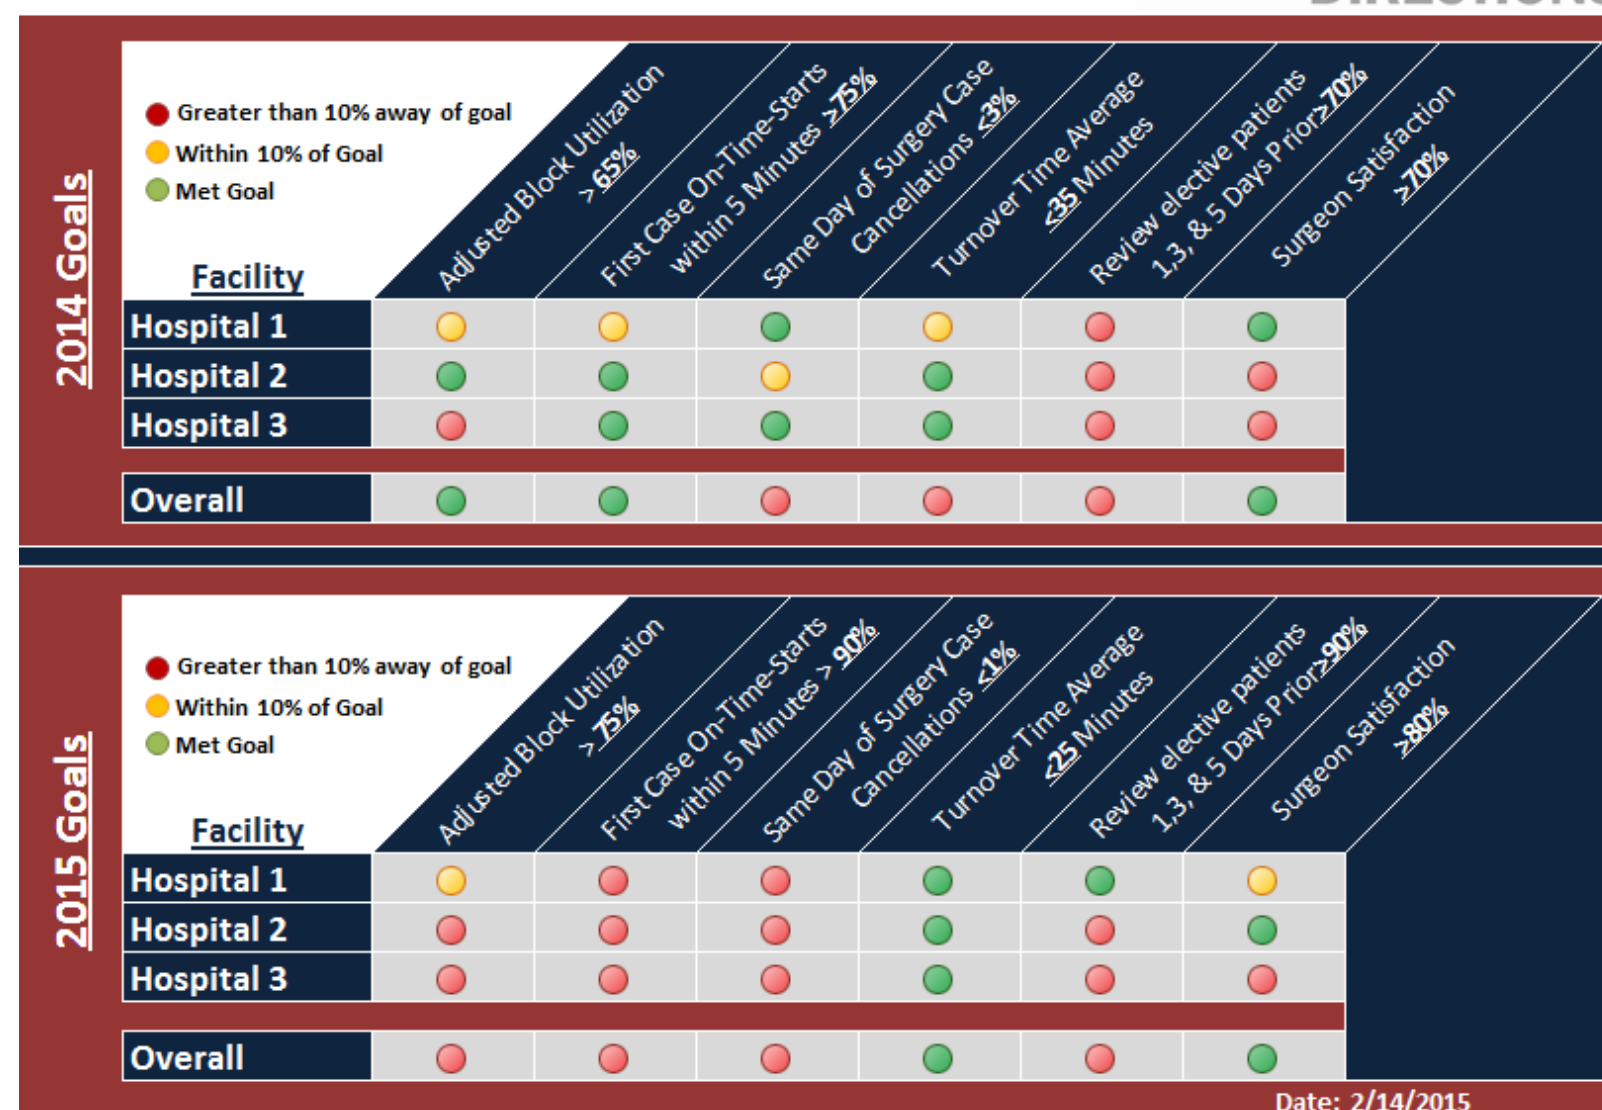 DIRECTIONS
2014 Goals
Greater than 10% away of goal
Within 10% of Goal
Met Goal
Facility
Adjusted Block Utilization
> 65%
First Case On-Time-Starts
within 5 Minutes ≥75%
Same Day of Surgery Case
Cancellations <3%
Turnover Time Average
<35 Minutes
Review elective patients
1,3, & 5 Days Prior≥70%
Surgeon Satisfaction
≥70%
Hospital 1
Hospital 2
Hospital 3
Overall
2015 Goals
Greater than 10% away of goal
Within 10% of Goal
Met Goal
Facility
Adjusted Block Utilization
> 75%
First Case On-Time-Starts
within 5 Minutes > 90%
Same Day of Surgery Case
Cancellations <1%
Turnover Time Average
<25 Minutes
Review elective patients
1,3, & 5 Days Prior≥90%
Surgeon Satisfaction
≥80%
Hospital 1
Hospital 2
Hospital 3
Overall
Date: 2/14/2015